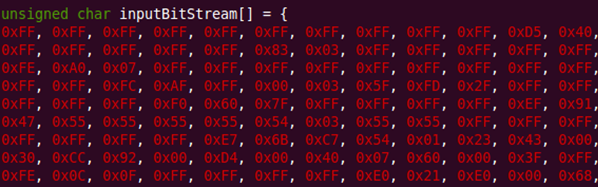 unsigned char inputBitStream[] = {
0xFF, 0xFF, 0xFF, 0xFF, 0xFF, 0xFF, 0xFF, 0xFF, 0xFF, 0xFF, 0xD5, 0x40,
0xFF, 0xFF, 0xFF, 0xFF, 0xFF, 0xFF, 0x83, 0x03, 0xFF, 0xFF, 0xFF, 0xFF,
0xFE, 0xA0, 0x07, 0xFF, 0xFF, 0xFF, 0xFF, 0xFF, 0xFF, 0xFF, 0xFF, 0xFF,
0xFF, 0xFF, 0xFC, 0xAF, 0xFF, 0x00, 0x03, 0x5F, 0xFD, 0x2F, 0xFF, 0xFF,
0xFF, 0xFF, 0xFF, 0xF0, 0x60, 0x7F, 0xFF, 0xFF, 0xFF, 0xFF, 0xEF, 0x91,
0x47, 0x55, 0x55, 0x55, 0x55, 0x54, 0x03, 0x55, 0x55, 0xFF, 0xFF, 0xFF,
0xFF, 0xFF, 0xFF, 0xFF, 0xE7, 0x6B, 0xC7, 0x54, 0x01, 0x23, 0x43, 0x00,
0x30, 0xCC, 0x92, 0x00, 0xD4, 0x00, 0x40, 0x07, 0x60, 0x00, 0x3F, 0xFF,
0xFE, 0x0C, 0x0F, 0xFF, 0xFF, 0xFF, 0xFF, 0xE0, 0x21, 0xE0, 0x00, 0x68,